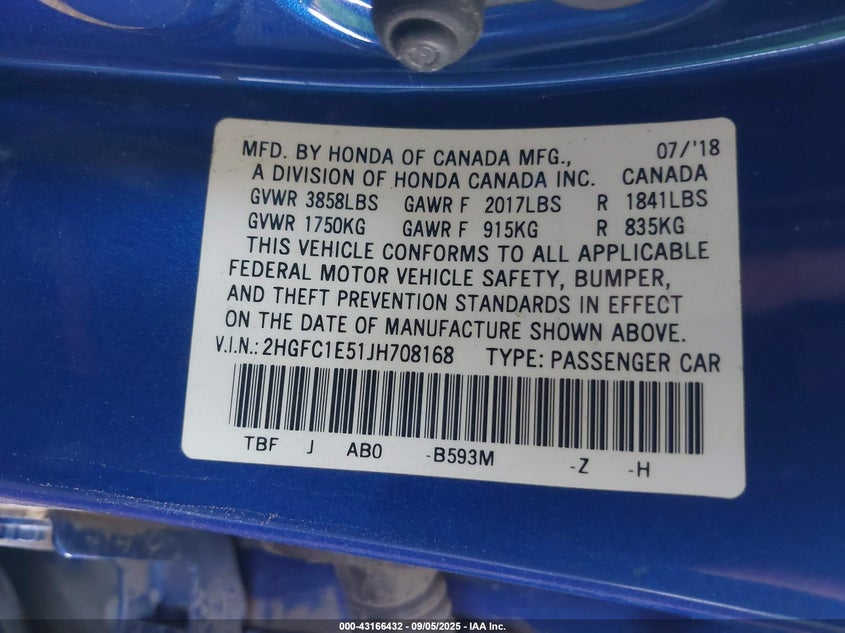 MFD. BY HONDA OF CANADA MFG., 07/'18
A DIVISION OF HONDA CANADA INC. CANADA
GVWR 3858LBS GAWR F 2017LBS R 1841LBS
GVWR 1750KG GAWR F 915KG R 835KG
THIS VEHICLE CONFORMS TO ALL APPLICABLE
FEDERAL MOTOR VEHICLE SAFETY, BUMPER,
AND THEFT PREVENTION STANDARDS IN EFFECT
ON THE DATE OF MANUFACTURE SHOWN ABOVE.
V.I.N.: 2HGFC1E51JH708168 TYPE: PASSENGER CAR
TBF J AB0 -B593M -Z -H
000-43166432 - 09/05/2025 - IAA Inc.